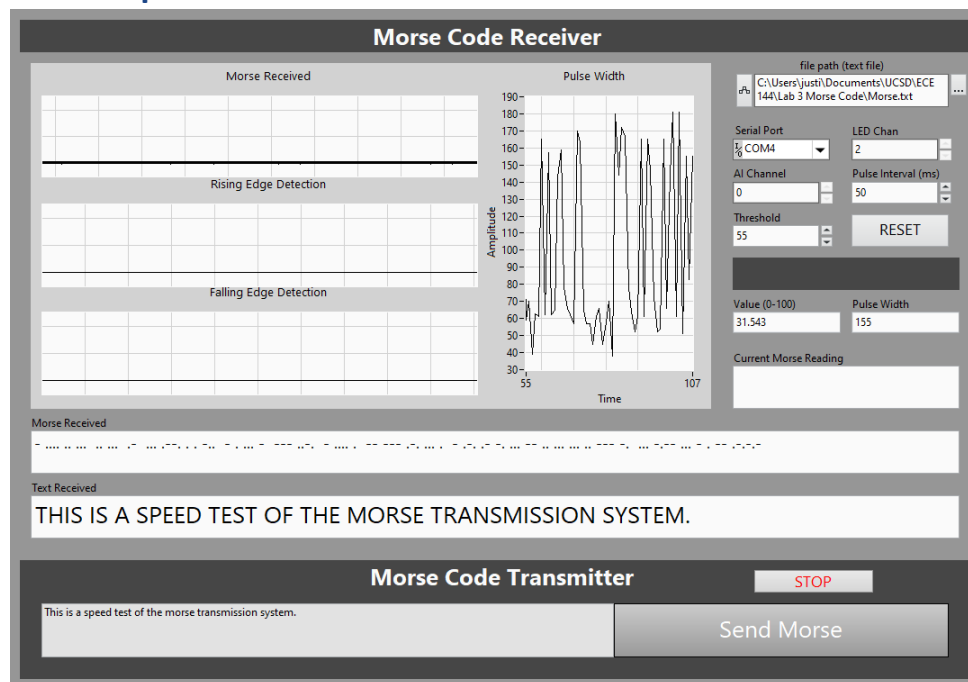 Morse Code Receiver
Morse Received
Pulse Width
190
180
170
160
150
140
130
120
110
100
90
80
70
60
50
40
30
Amplitude
55
107
Time
Rising Edge Detection
Falling Edge Detection
file path (text file)
C:\Users\justi\Documents\UCSD\ECE
144\Lab 3 Morse Code\Morse.txt
...
Serial Port
LED Chan
COM4
2
AI Channel
Pulse Interval (ms)
0
50
Threshold
55
RESET
Value (0-100)
Pulse Width
31.543
155
Current Morse Reading
Morse Received
- .... .. ... .. ... .- ... .--. . . -.. - . ... - --- ..-. - .... . -- --- .-. ... . - .-. .- -. ... -- .. ... ... .. --- -. ... -.-- ... - . -- .-.-.-
Text Received
THIS IS A SPEED TEST OF THE MORSE TRANSMISSION SYSTEM.
Morse Code Transmitter
STOP
This is a speed test of the morse transmission system.
Send Morse